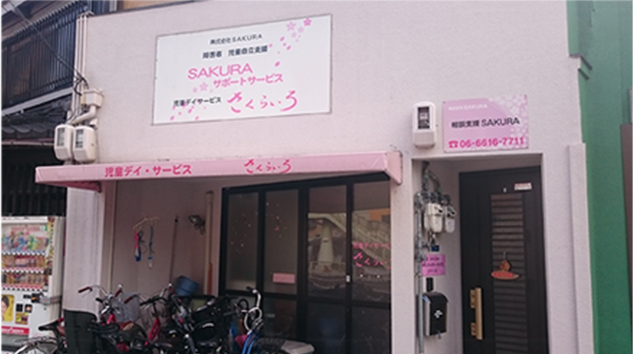 株式会社SAKURA
障害者 児童自立支援
SAKURA
サポートサービス
児童デイサービス さくらいろ
相談支援 SAKURA
☎06-6616-7711
児童デイ・サービス さくらいろ